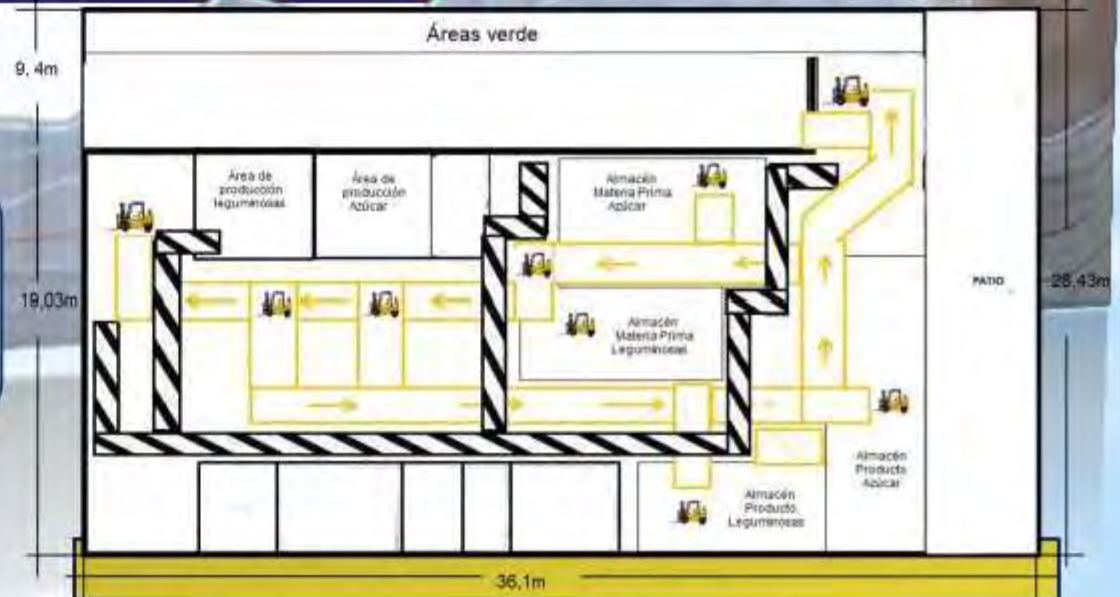 Áreas verde
9, 4m
Área de
producción
leguminosas
Área de
producción
Azúcar
Almacén
Materia Prima
Azúcar
19,03m
PATIO
28,43m
Almacén
Materia Prima
Leguminosas
Almacén
Producto
Azúcar
Almacén
Producto
Leguminosas
36,1m